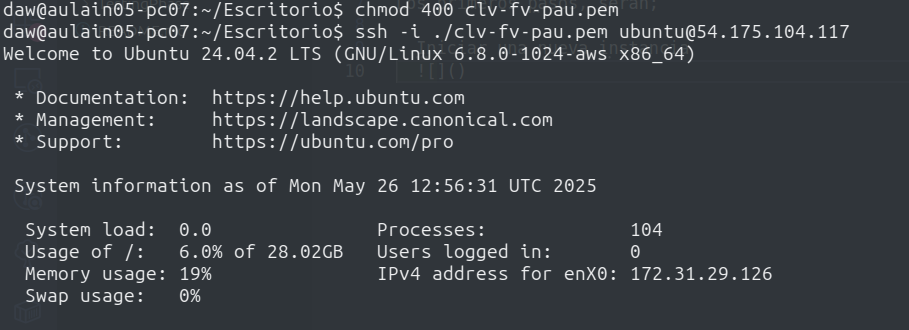 daw@aulain05-pc07:~/Escritorio$ chmod 400 clv-fv-pau.pem
daw@aulain05-pc07:~/Escritorio$ ssh -i ./clv-fv-pau.pem ubuntu@54.175.104.117
Welcome to Ubuntu 24.04.2 LTS (GNU/Linux 6.8.0-1024-aws x86_64)
10 ![]()
* Documentation: https://help.ubuntu.com
* Management: https://landscape.canonical.com
* Support: https://ubuntu.com/pro
System information as of Mon May 26 12:56:31 UTC 2025
System load: 0.0 Processes: 104
Usage of /: 6.0% of 28.02GB Users logged in: 0
Memory usage: 19% IPv4 address for enX0: 172.31.29.126
Swap usage: 0%